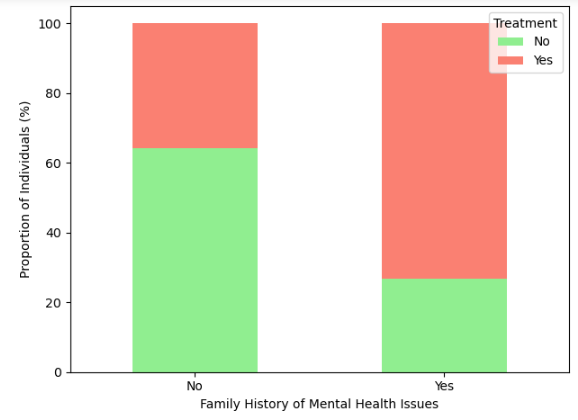 Treatment
No
Yes
100
80
60
40
20
0
Proportion of Individuals (%)
No
Yes
Family History of Mental Health Issues